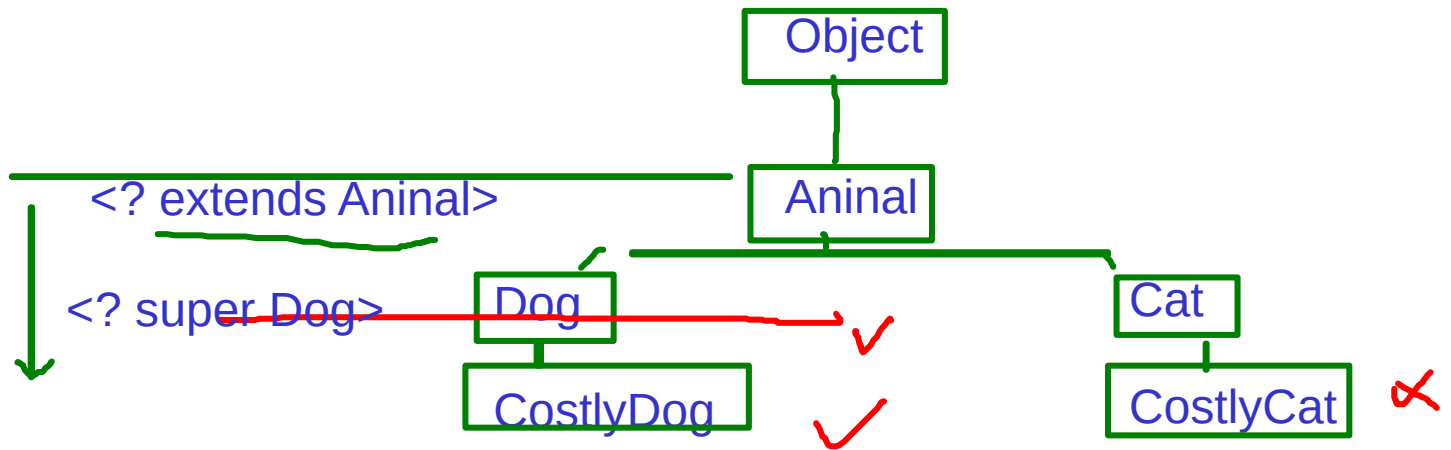 Object
<? extends Aninal>
Aninal
<? super Dog>
Dog
Cat
CostlyDog
CostlyCat